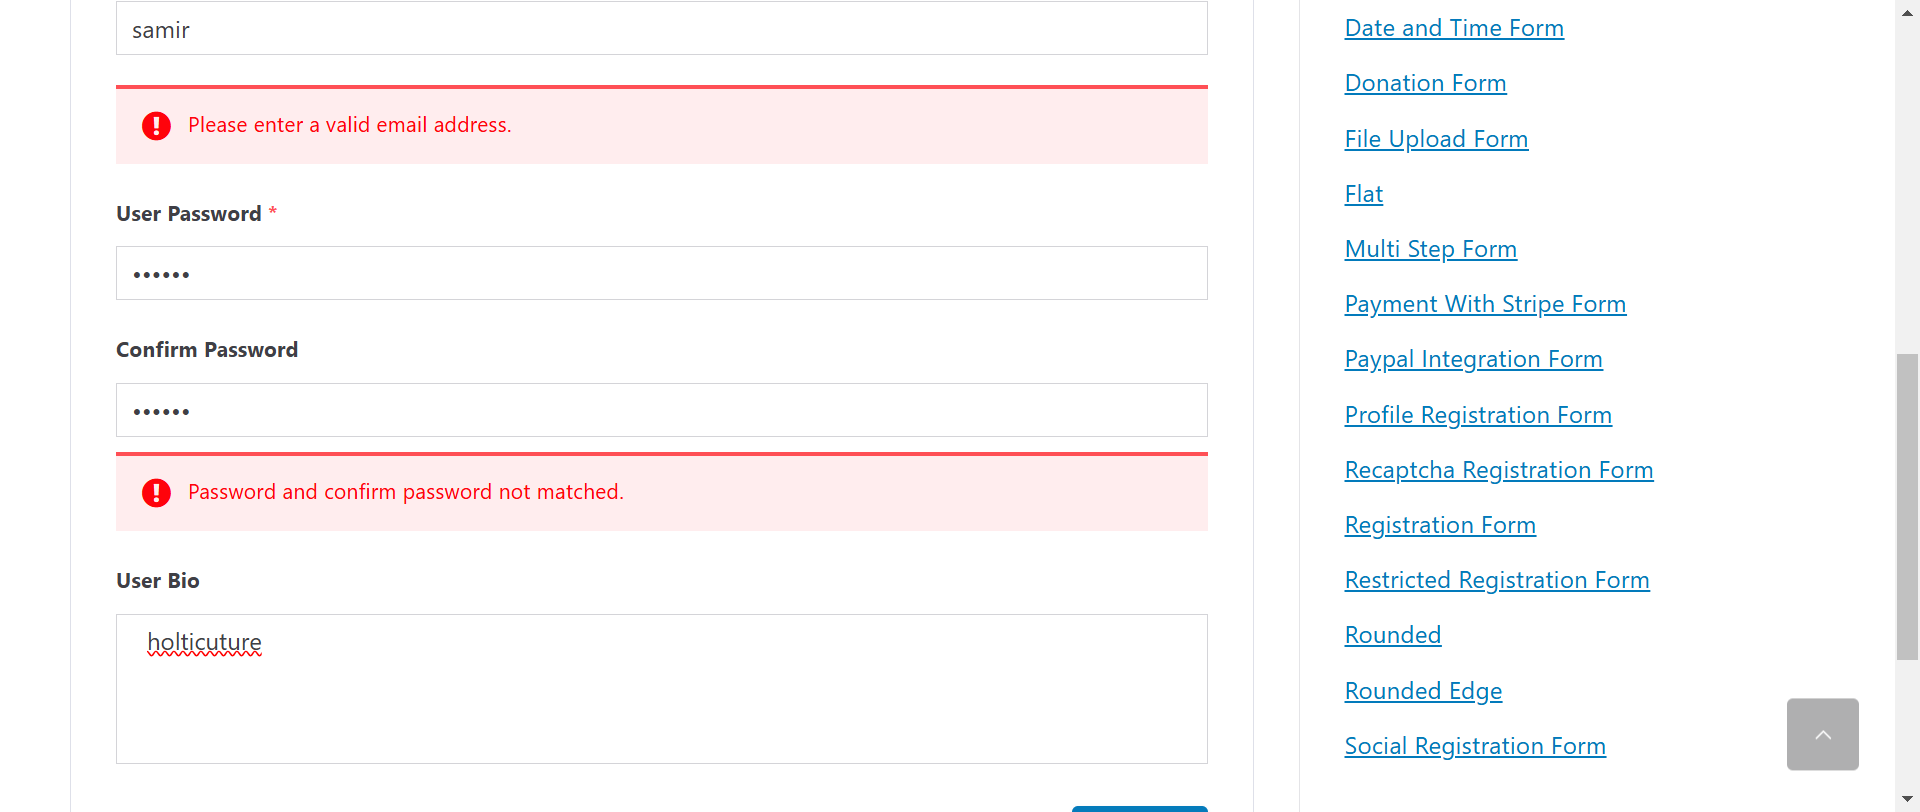 samir
Please enter a valid email address.
User Password *
••••••
Confirm Password
••••••
Password and confirm password not matched.
User Bio
holticuture
Date and Time Form
Donation Form
File Upload Form
Flat
Multi Step Form
Payment With Stripe Form
Paypal Integration Form
Profile Registration Form
Recaptcha Registration Form
Registration Form
Restricted Registration Form
Rounded
Rounded Edge
Social Registration Form